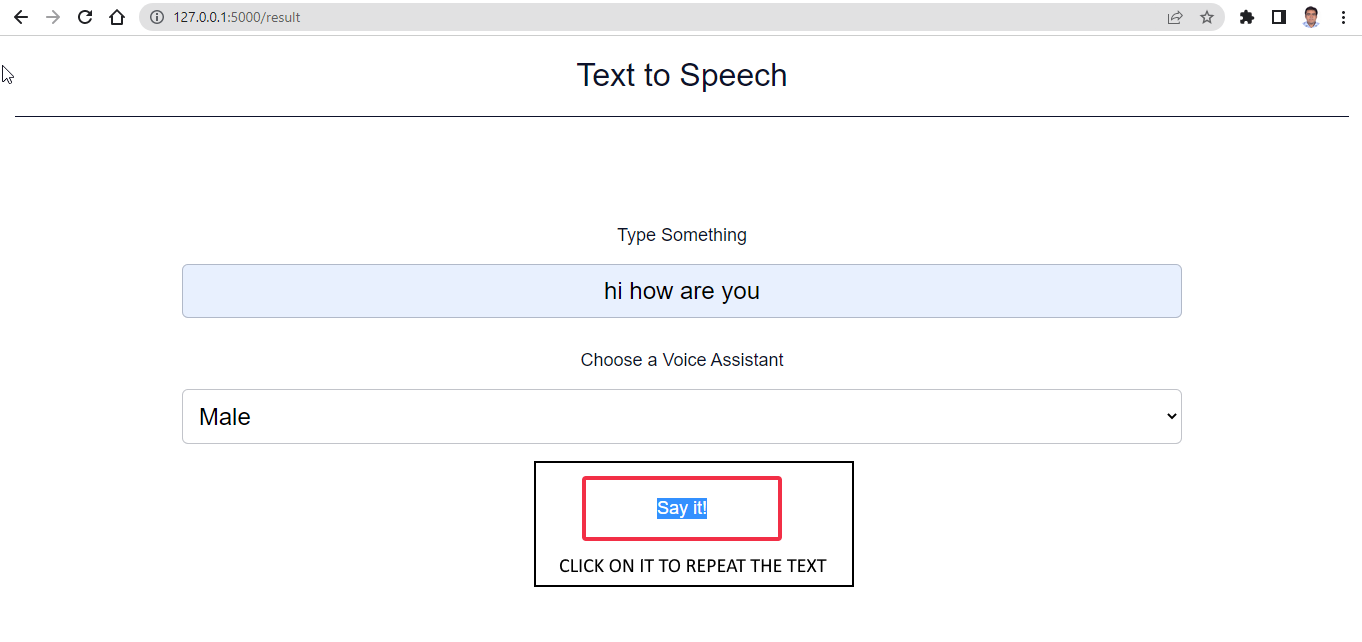 127.0.0.1:5000/result
Text to Speech
Type Something
hi how are you
Choose a Voice Assistant
Male
Say it!
CLICK ON IT TO REPEAT THE TEXT